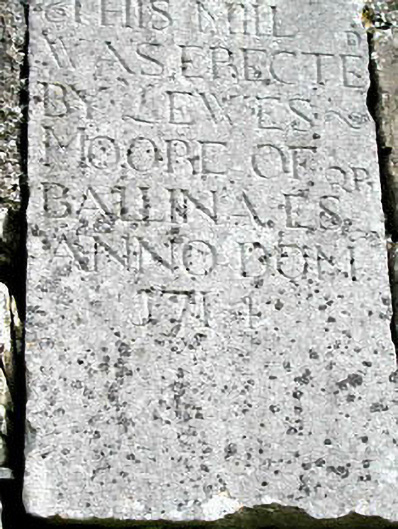 THIS MILL
WAS ERECTED
BY LEWES
MOORE OF
BALLINA ESQR
ANNO DOM
1714